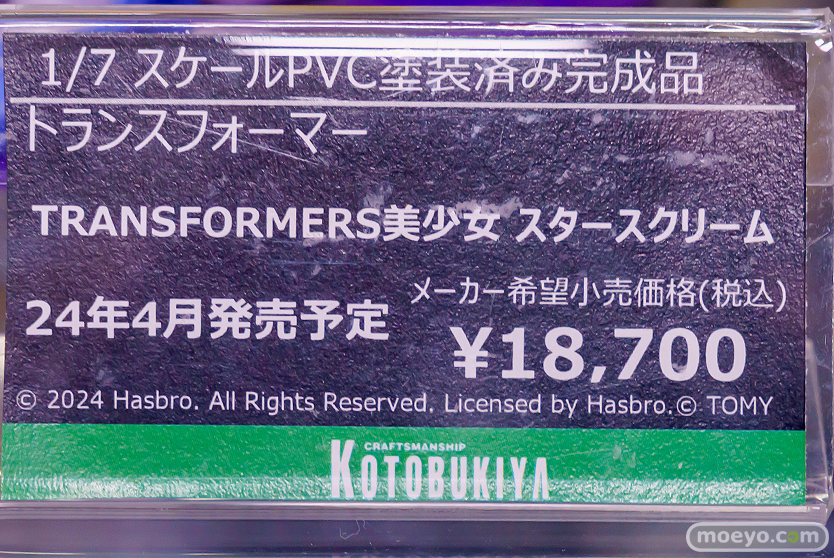 1/7 スケールPVC塗装済み完成品
トランスフォーマー
TRANSFORMERS美少女 スタースクリーム
メーカー希望小売価格(税込)
24年4月発売予定
¥18,700
© 2024 Hasbro. All Rights Reserved. Licensed by Hasbro.© TOMY
CRAFTSMANSHIP
KOTOBUKIYA
moeyo.com